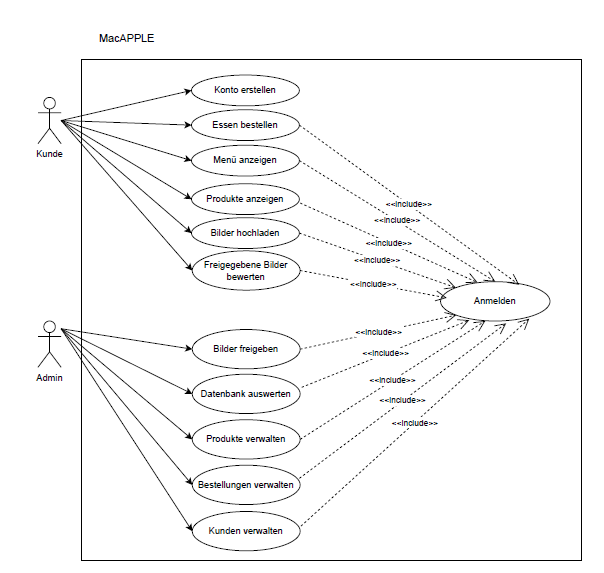 MacAPPLE
Konto erstellen
Essen bestellen
Kunde
Menü anzeigen
Produkte anzeigen
<<include>>
<<include>>
Bilder hochladen
<<include>>
<<include>>
Freigegebene Bilder
bewerten
<<include>>
Anmelden
Admin
Bilder freigeben
<<include>>
<<include>>
Datenbank auswerten
<<include>>
<<include>>
<<include>>
Produkte verwalten
Bestellungen verwalten
Kunden verwalten